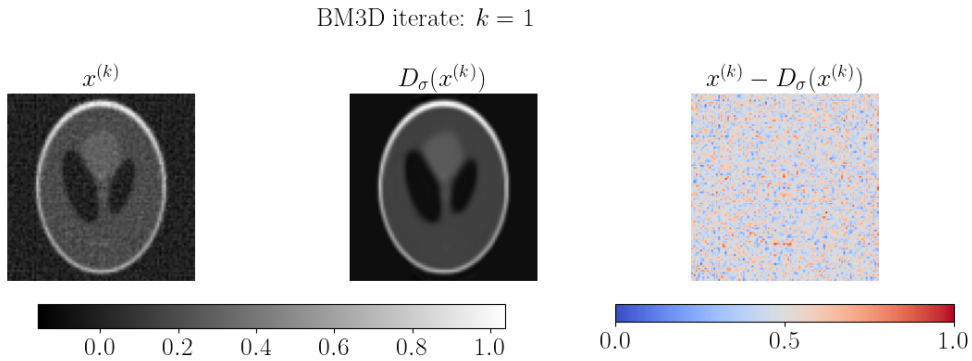 BM3D iterate: k = 1
x^{(k)}
D_σ(x^{(k)})
x^{(k)} − D_σ(x^{(k)})
0.0 0.2 0.4 0.6 0.8 1.0
0.0 0.5 1.0